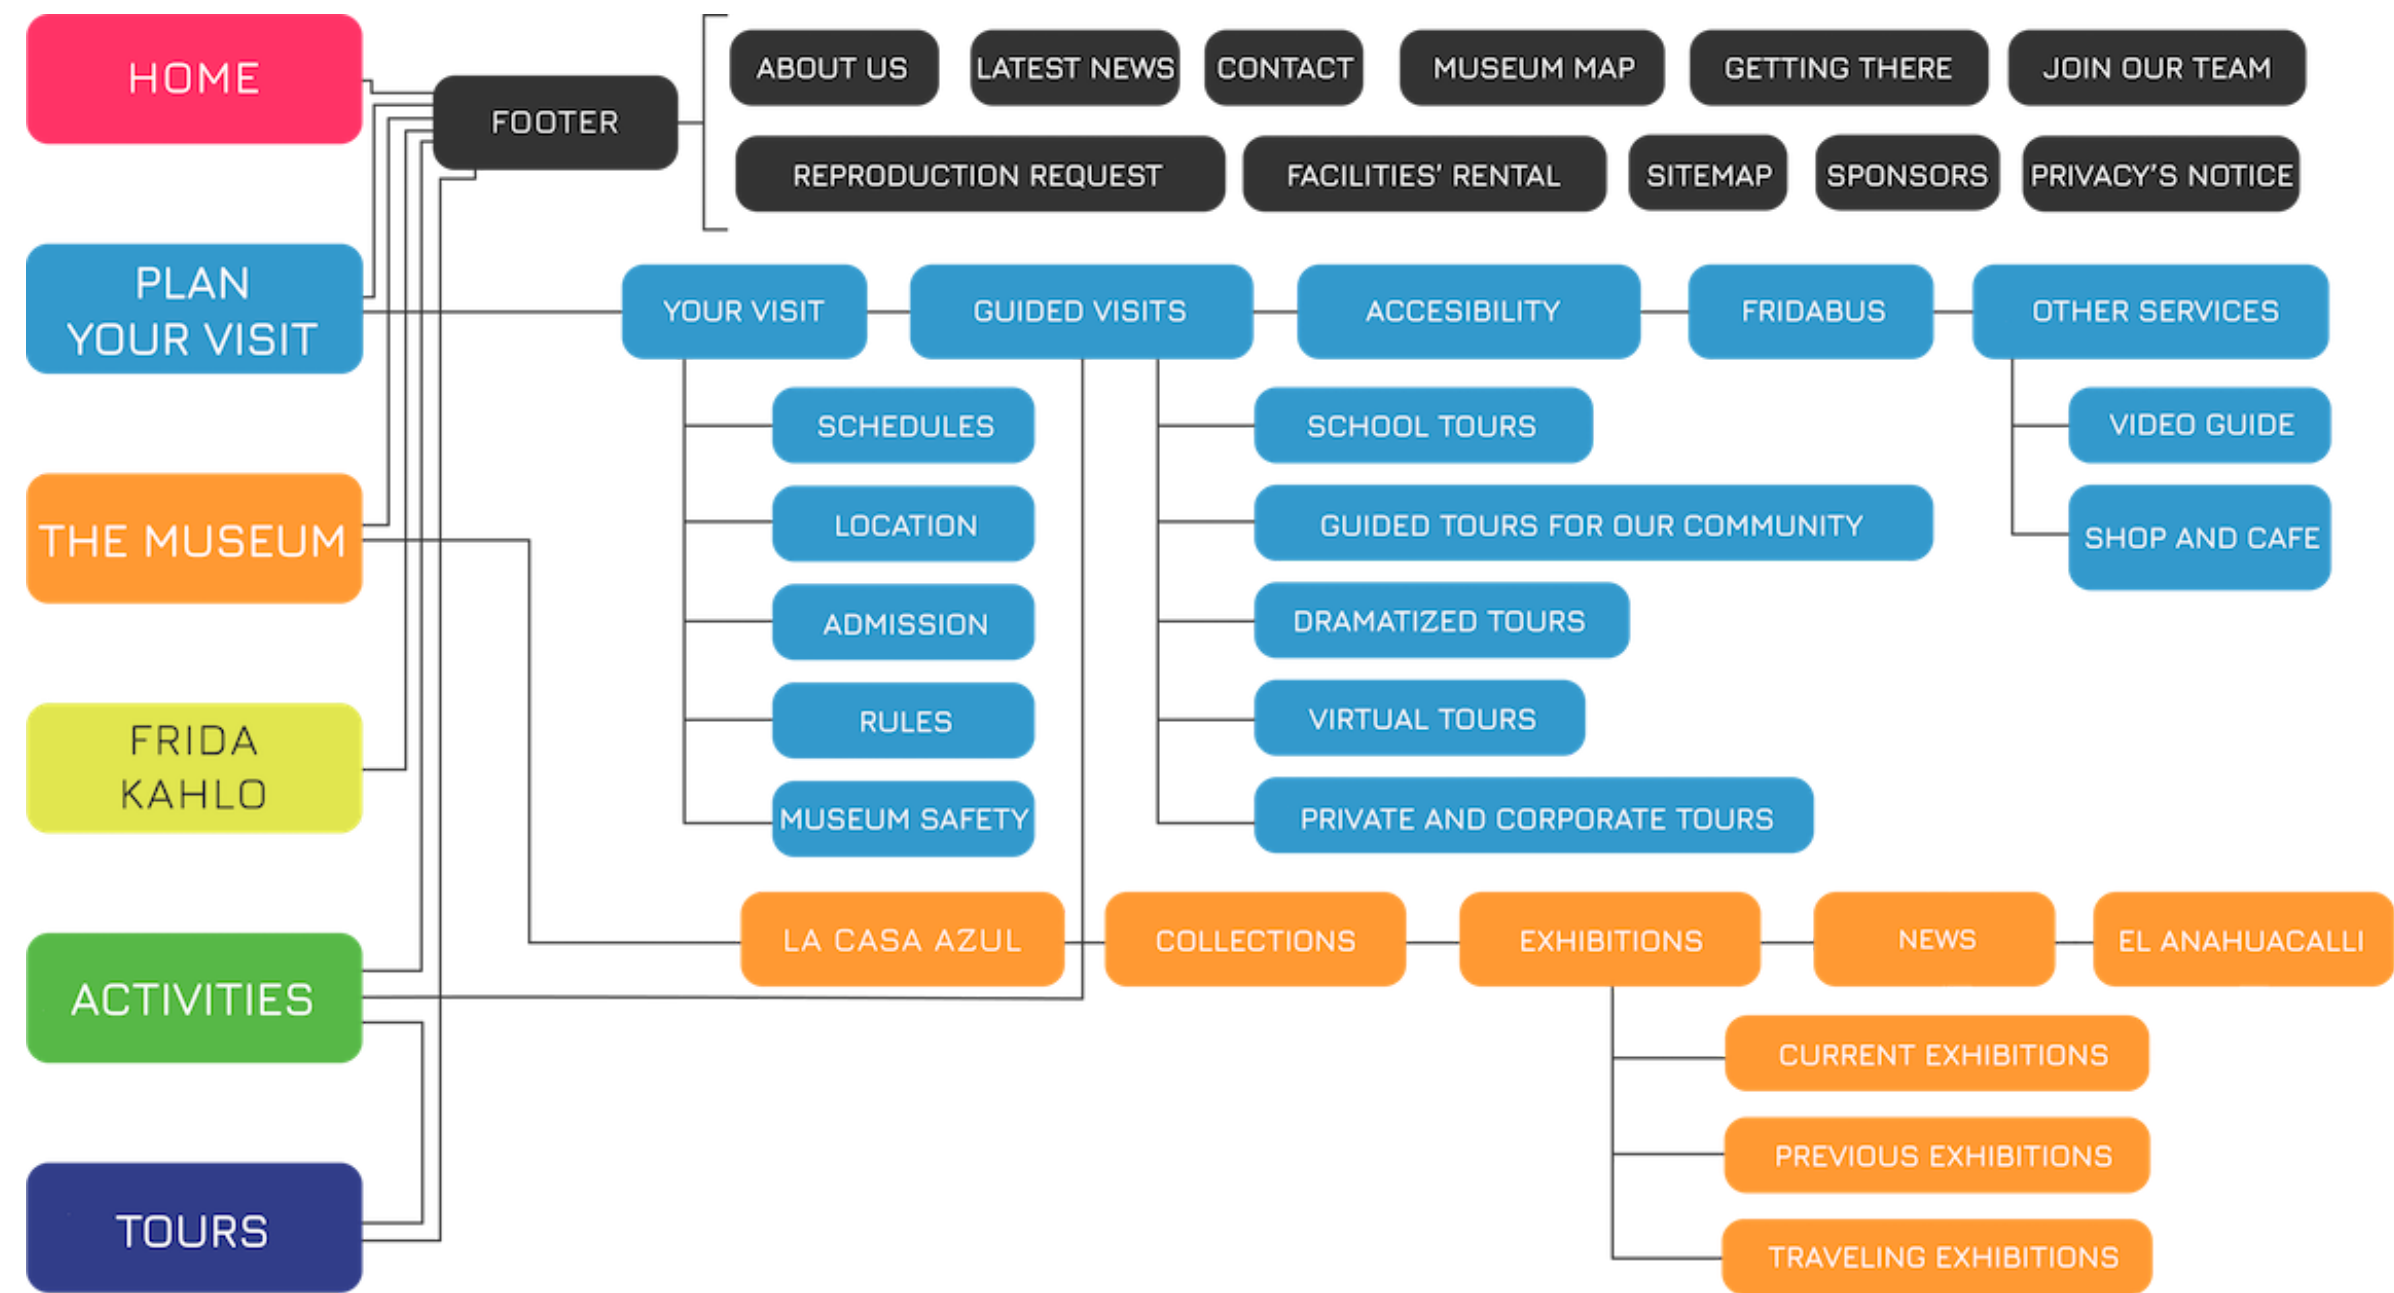 HOME
FOOTER
ABOUT US
LATEST NEWS
CONTACT
MUSEUM MAP
GETTING THERE
JOIN OUR TEAM
REPRODUCTION REQUEST
FACILITIES' RENTAL
SITEMAP
SPONSORS
PRIVACY'S NOTICE
PLAN
YOUR VISIT
YOUR VISIT
GUIDED VISITS
ACCESIBILITY
FRIDABUS
OTHER SERVICES
SCHEDULES
LOCATION
ADMISSION
RULES
MUSEUM SAFETY
SCHOOL TOURS
GUIDED TOURS FOR OUR COMMUNITY
DRAMATIZED TOURS
VIRTUAL TOURS
PRIVATE AND CORPORATE TOURS
VIDEO GUIDE
SHOP AND CAFE
THE MUSEUM
LA CASA AZUL
COLLECTIONS
EXHIBITIONS
NEWS
EL ANAHUACALLI
CURRENT EXHIBITIONS
PREVIOUS EXHIBITIONS
TRAVELING EXHIBITIONS
FRIDA
KAHLO
ACTIVITIES
TOURS